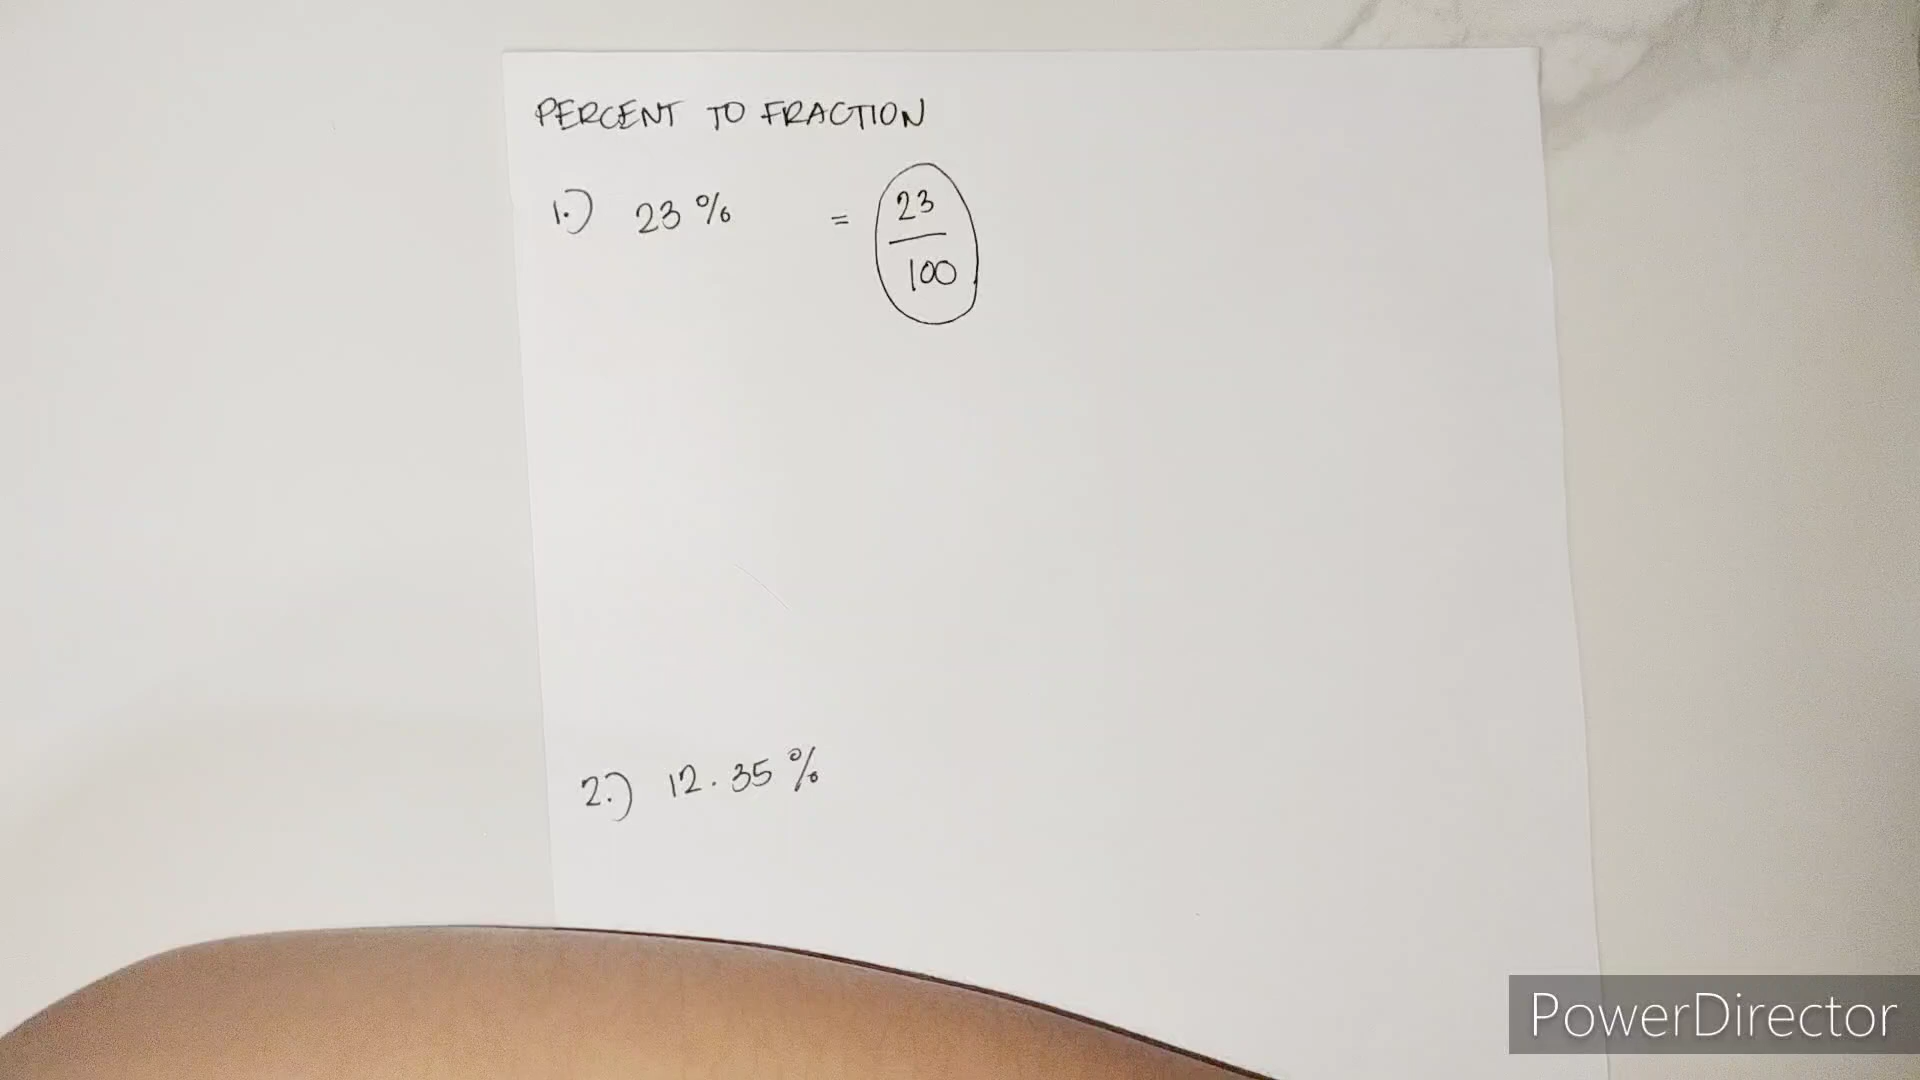 PERCENT TO FRACTION
1.) 23% = 23/100
2.) 12.35%
PowerDirector